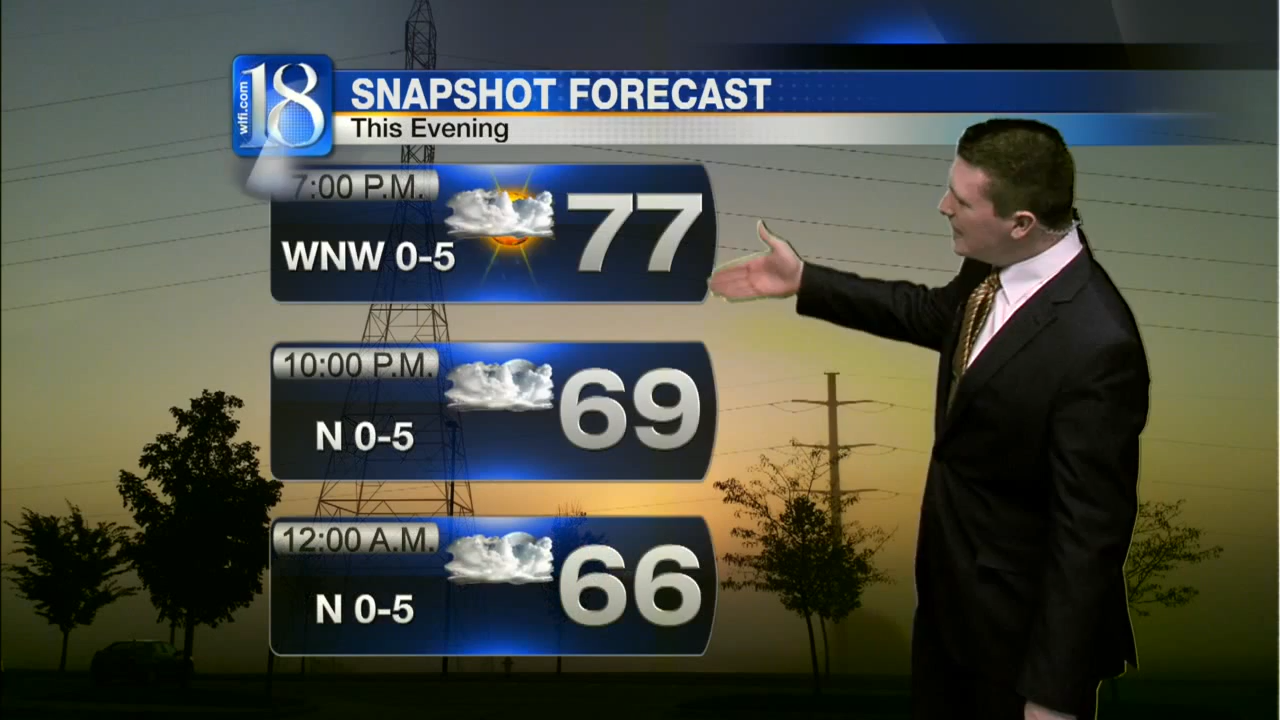 wlfi.com
18
SNAPSHOT FORECAST
This Evening
7:00 P.M.
77
WNW 0-5
10:00 P.M.
69
N 0-5
12:00 A.M.
66
N 0-5